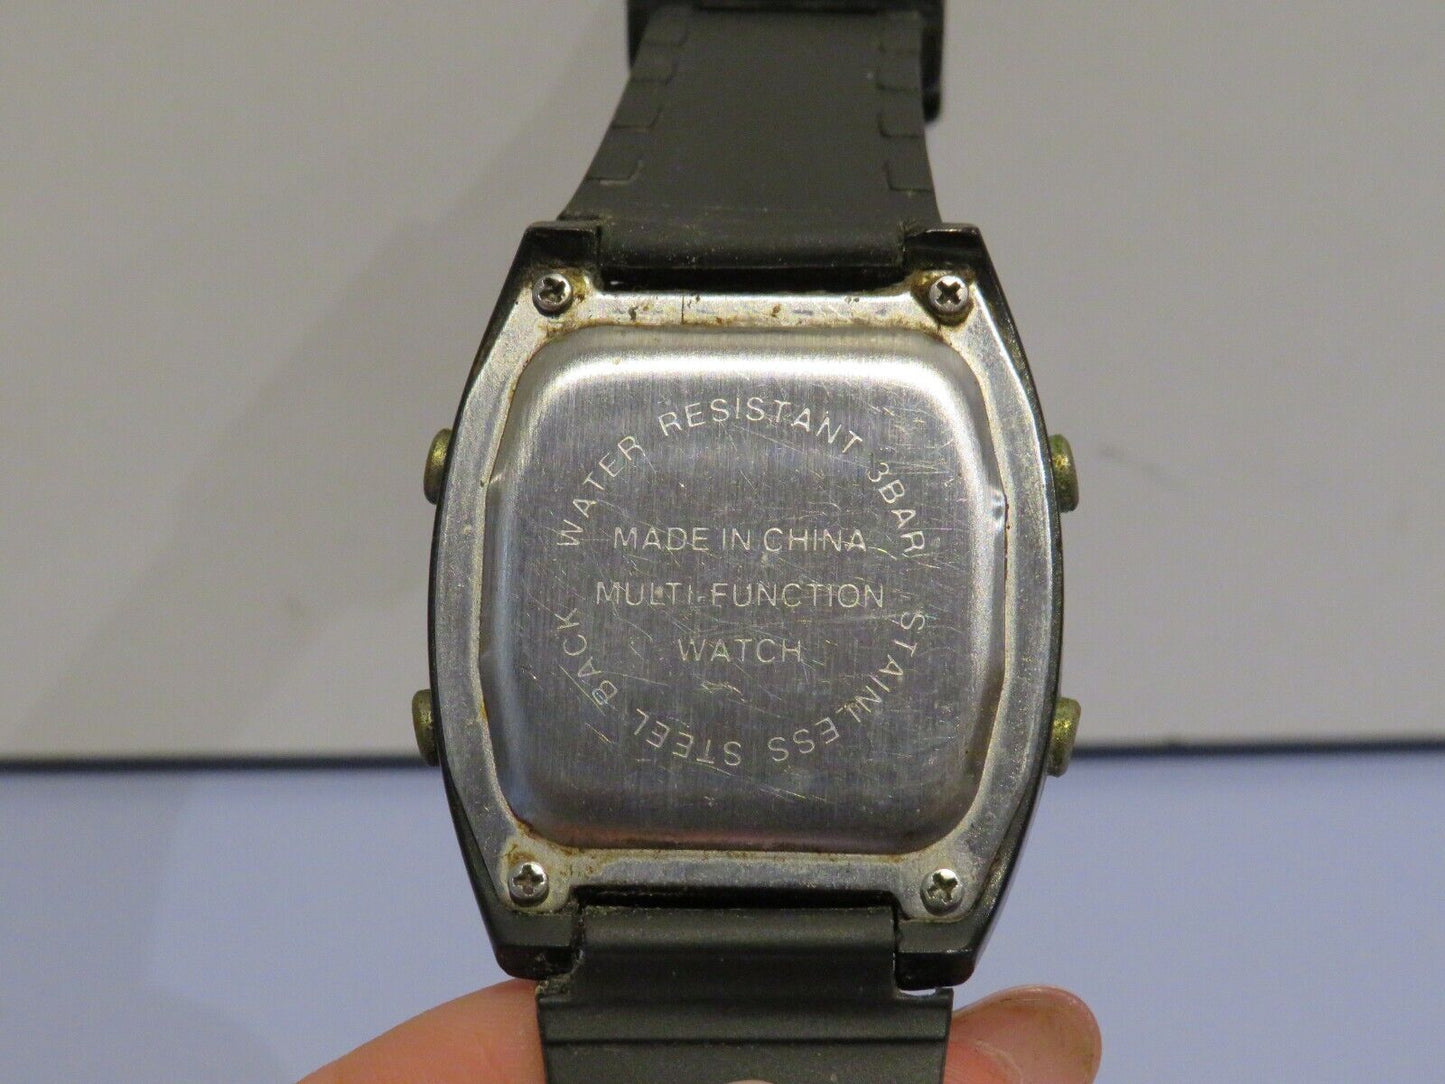 WATER RESISTANT 3BAR STAINLESS STEEL BACK
MADE IN CHINA
MULTI-FUNCTION
WATCH